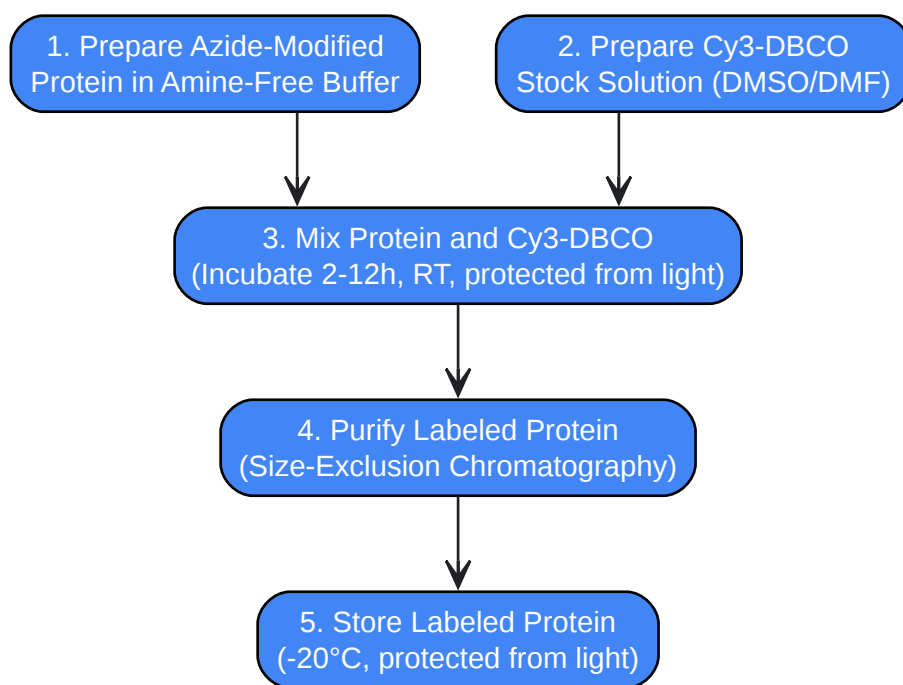 1. Prepare Azide-Modified
Protein in Amine-Free Buffer
2. Prepare Cy3-DBCO
Stock Solution (DMSO/DMF)
3. Mix Protein and Cy3-DBCO
(Incubate 2-12h, RT, protected from light)
4. Purify Labeled Protein
(Size-Exclusion Chromatography)
5. Store Labeled Protein
(-20°C, protected from light)